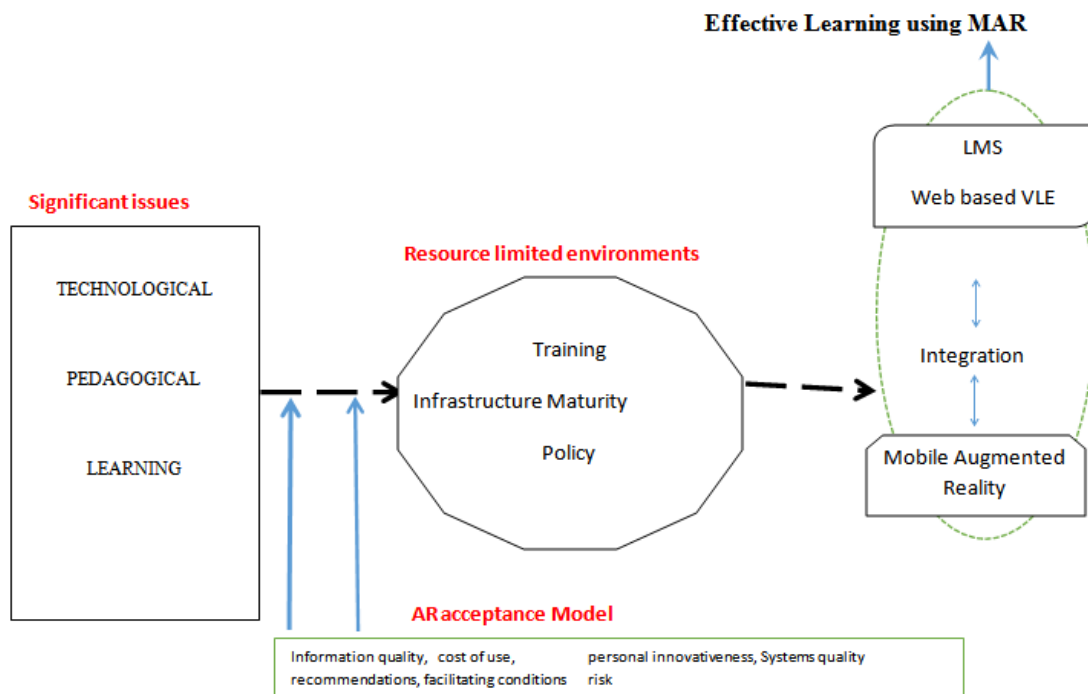 Effective Learning using MAR
LMS
Web based VLE
Significant issues
TECHNOLOGICAL
PEDAGOGICAL
LEARNING
Resource limited environments
Training
Infrastructure Maturity
Policy
Integration
Mobile Augmented
Reality
AR acceptance Model
Information quality, cost of use, personal innovativeness, Systems quality
recommendations, facilitating conditions risk